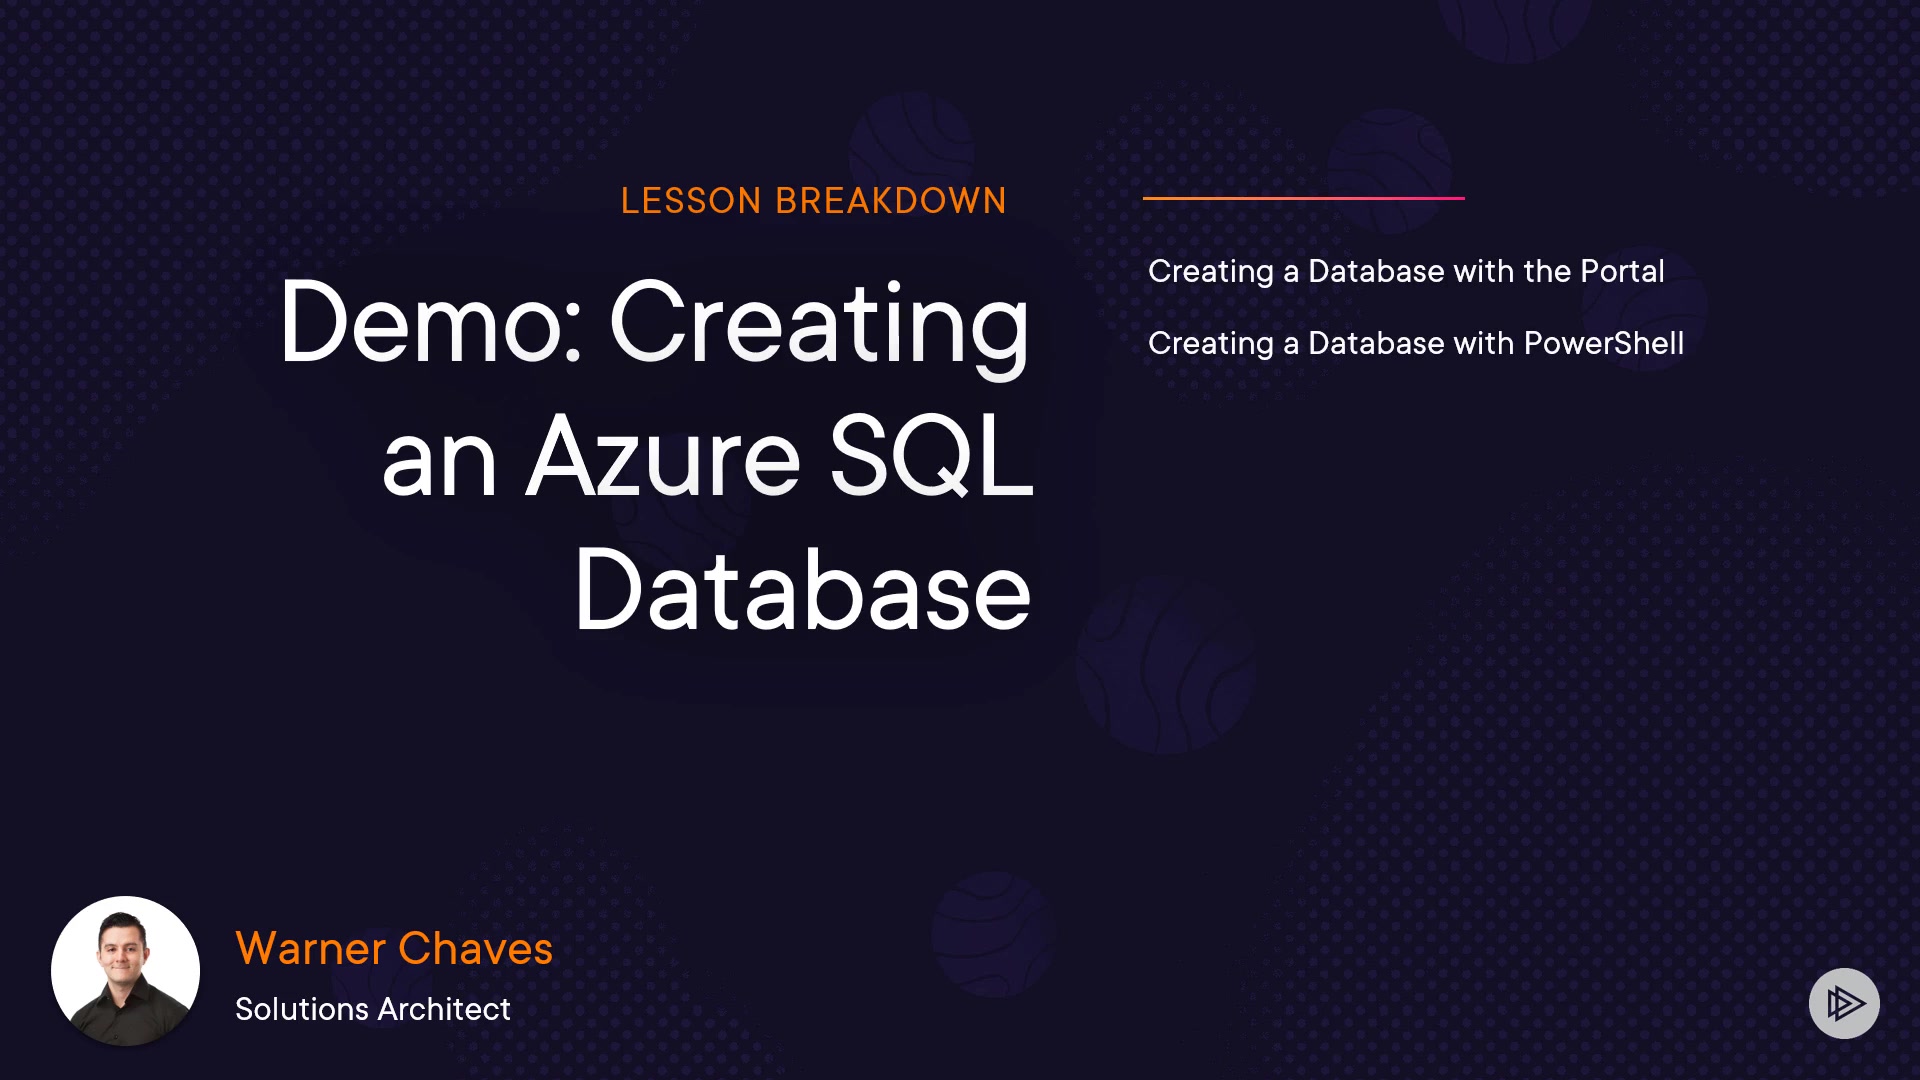 LESSON BREAKDOWN
Demo: Creating
an Azure SQL
Database
Creating a Database with the Portal
Creating a Database with PowerShell
Warner Chaves
Solutions Architect